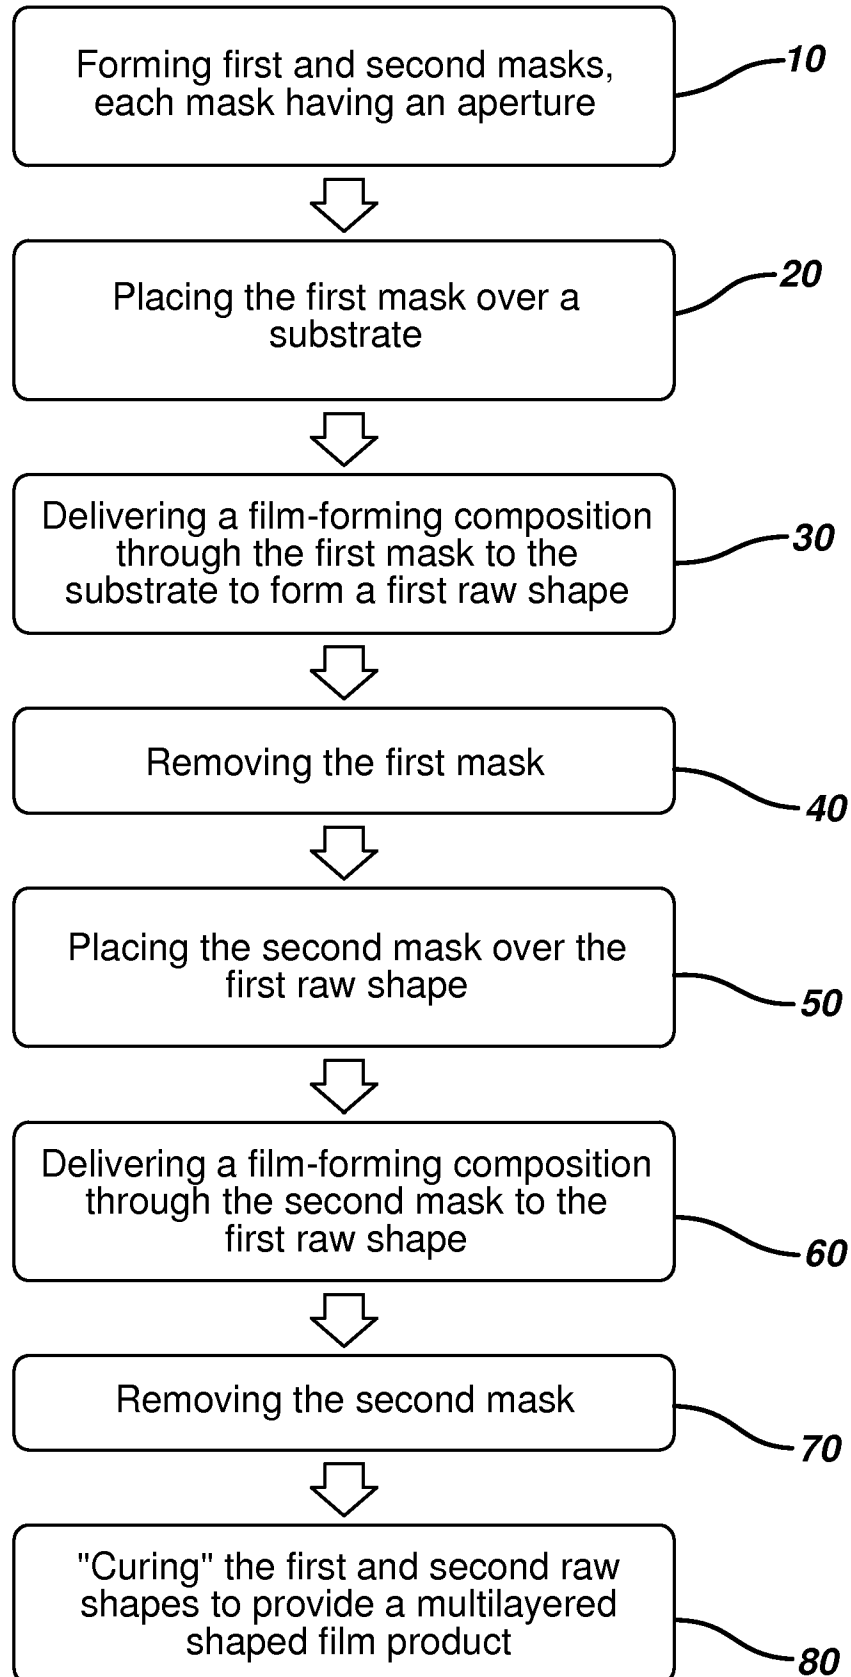 Forming first and second masks,
each mask having an aperture
10
Placing the first mask over a
substrate
20
Delivering a film-forming composition
through the first mask to the
substrate to form a first raw shape
30
Removing the first mask
40
Placing the second mask over the
first raw shape
50
Delivering a film-forming composition
through the second mask to the
first raw shape
60
Removing the second mask
70
"Curing" the first and second raw
shapes to provide a multilayered
shaped film product
80